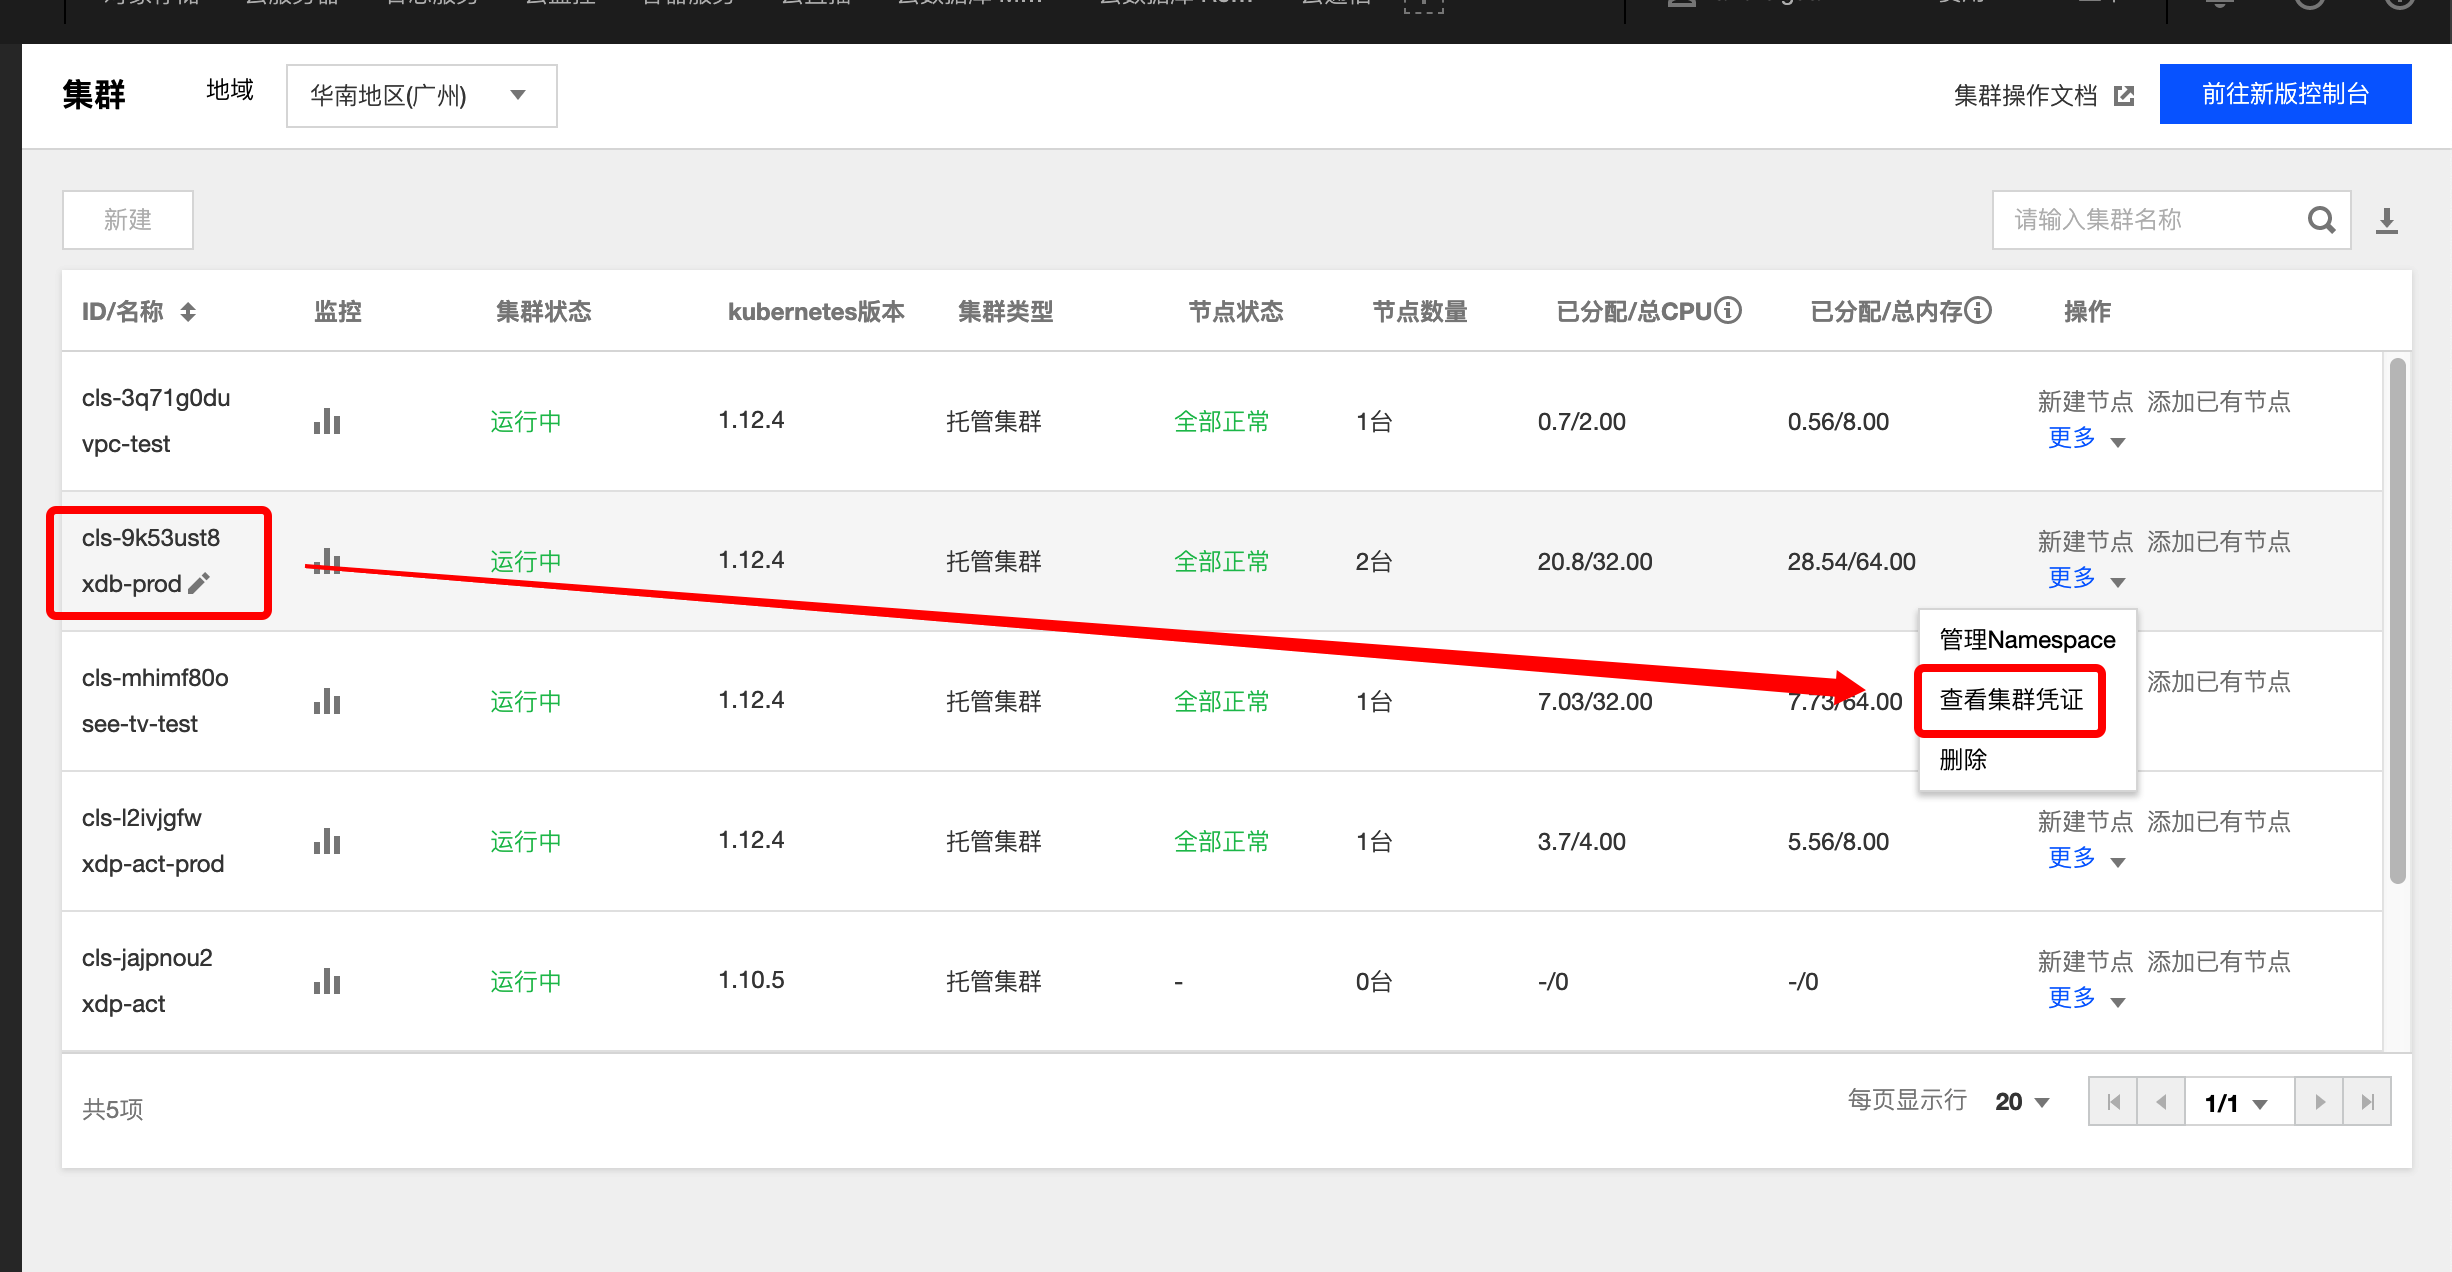 集群 地域 华南地区(广州) 集群操作文档 前往新版控制台
新建 请输入集群名称
ID/名称 监控 集群状态 kubernetes版本 集群类型 节点状态 节点数量 已分配/总CPU 已分配/总内存 操作
cls-3q71g0du
vpc-test
运行中 1.12.4 托管集群 全部正常 1台 0.7/2.00 0.56/8.00 新建节点 添加已有节点
更多
cls-9k53ust8
xdb-prod
运行中 1.12.4 托管集群 全部正常 2台 20.8/32.00 28.54/64.00 新建节点 添加已有节点
更多
管理Namespace
查看集群凭证
删除
cls-mhimf80o
see-tv-test
运行中 1.12.4 托管集群 全部正常 1台 7.03/32.00 7.73/64.00 添加已有节点
cls-l2ivjgfw
xdp-act-prod
运行中 1.12.4 托管集群 全部正常 1台 3.7/4.00 5.56/8.00 新建节点 添加已有节点
更多
cls-jajpnou2
xdp-act
运行中 1.10.5 托管集群 - 0台 -/0 -/0 新建节点 添加已有节点
更多
共5项 每页显示行 20 1/1